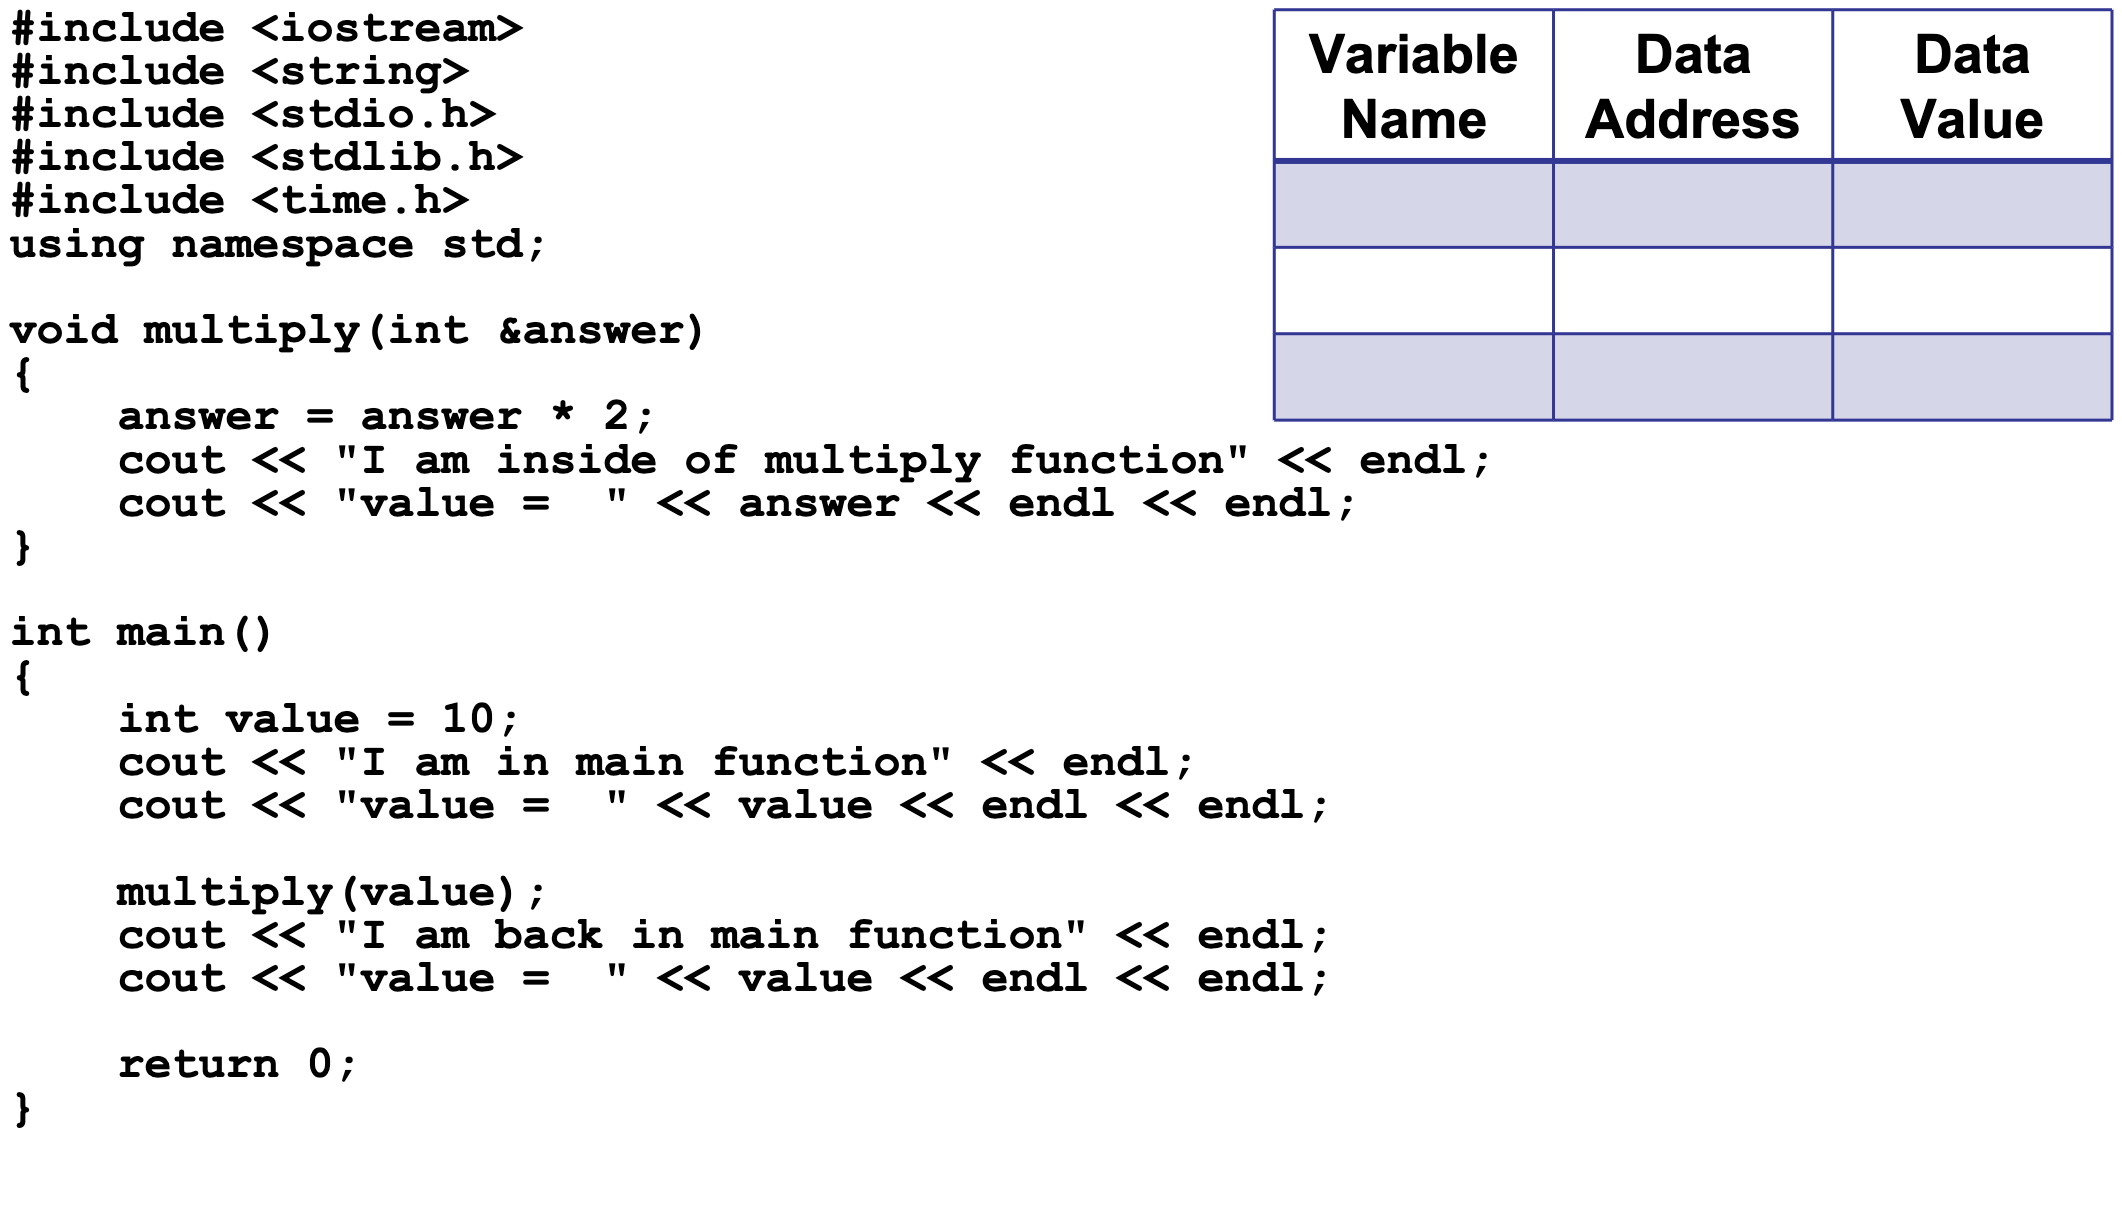 #include <iostream>
#include <string>
#include <stdio.h>
#include <stdlib.h>
#include <time.h>
using namespace std;

void multiply(int &answer)
{
    answer = answer * 2;
    cout << "I am inside of multiply function" << endl;
    cout << "value =  " << answer << endl << endl;
}

int main()
{
    int value = 10;
    cout << "I am in main function" << endl;
    cout << "value =  " << value << endl << endl;

    multiply(value);
    cout << "I am back in main function" << endl;
    cout << "value =  " << value << endl << endl;

    return 0;
}
Variable
Name
Data
Address
Data
Value